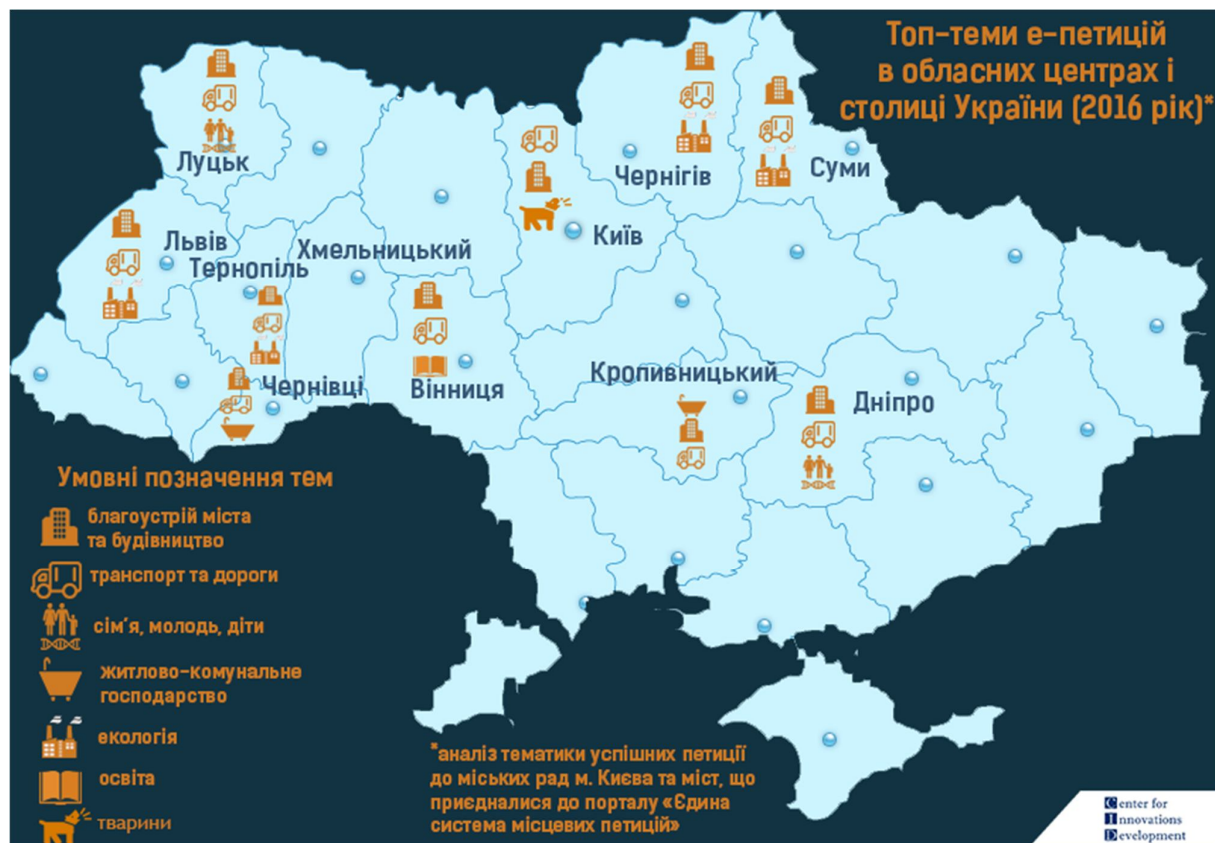 Топ-теми е-петицій
в обласних центрах і
столиці України (2016 рік)*
Луцьк
Чернігів
Суми
Київ
Львів
Тернопіль
Хмельницький
Чернівці
Вінниця
Кропивницький
Дніпро
Умовні позначення тем
благоустрій міста
та будівництво
транспорт та дороги
сім'я, молодь, діти
житлово-комунальне
господарство
екологія
освіта
тварини
*аналіз тематики успішних петиції
до міських рад м. Києва та міст, що
приєдналися до порталу «Єдина
система місцевих петицій»
Center for
Innovations
Development